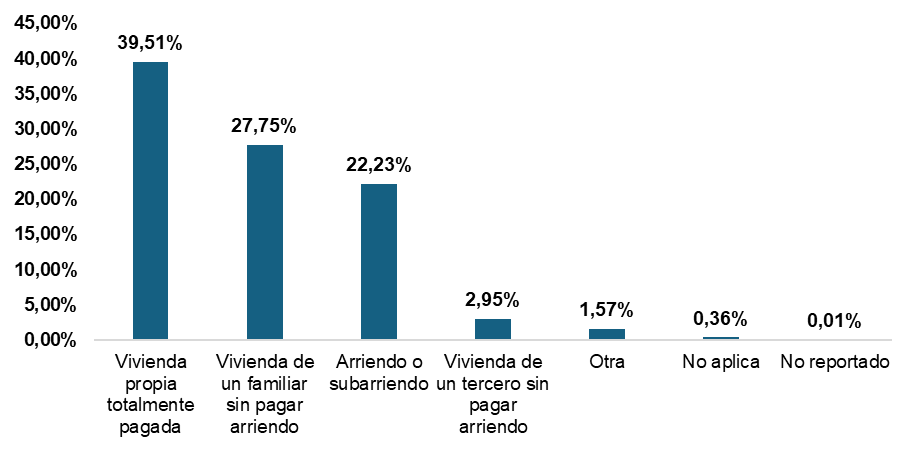 45,00%
40,00%
35,00%
30,00%
25,00%
20,00%
15,00%
10,00%
5,00%
0,00%
39,51%
27,75%
22,23%
2,95%
1,57%
0,36%
0,01%
Vivienda
propia
totalmente
pagada
Vivienda de
un familiar
sin pagar
arriendo
Arriendo o
subarriendo
Vivienda de
un tercero sin
pagar
arriendo
Otra
No aplica
No reportado